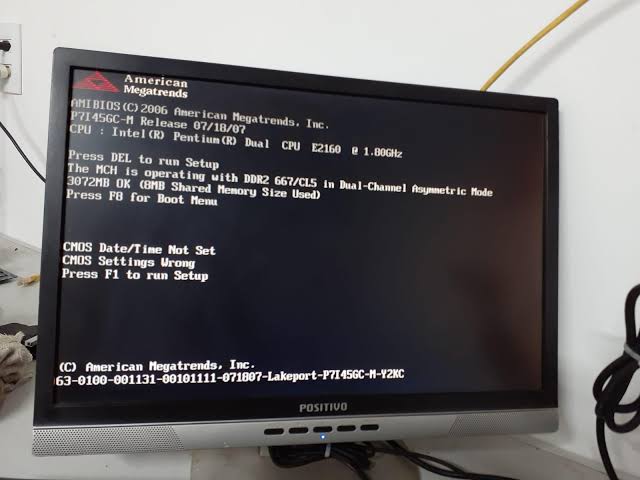 American
Megatrends
AMIBIOS(C)2006 American Megatrends, Inc.
P7I45GC-M Release 07/18/07
CPU : Intel(R) Pentium(R) Dual  CPU  E2160  @ 1.80GHz
Press DEL to run Setup
The MCH is operating with DDR2 667/CL5 in Dual-Channel Asymmetric Mode
3072MB OK (8MB Shared Memory Size Used)
Press F8 for Boot Menu
CMOS Date/Time Not Set
CMOS Settings Wrong
Press F1 to run Setup
(C) American Megatrends, Inc.
63-0100-001131-00101111-071807-Lakeport-P7I45GC-M-Y2KC
POSITIVO